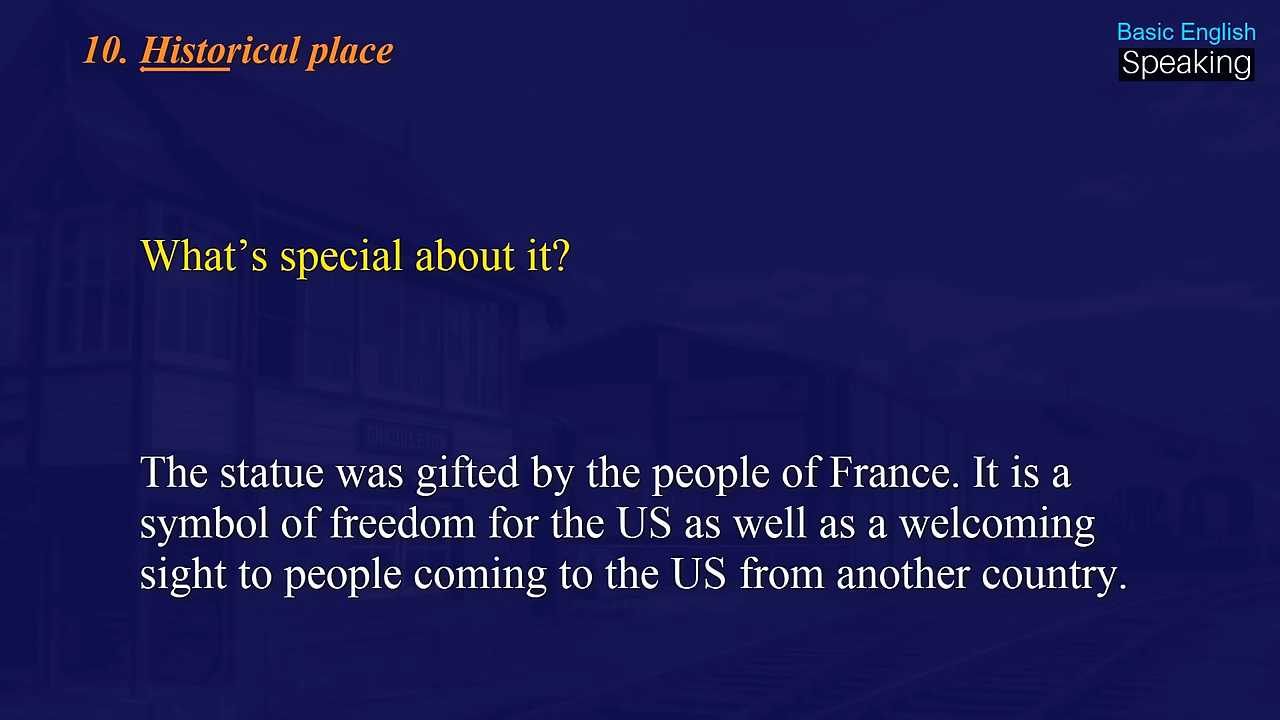 10. Historical place
Basic English
Speaking
What’s special about it?
CHEDDLETON
The statue was gifted by the people of France. It is a
symbol of freedom for the US as well as a welcoming
sight to people coming to the US from another country.